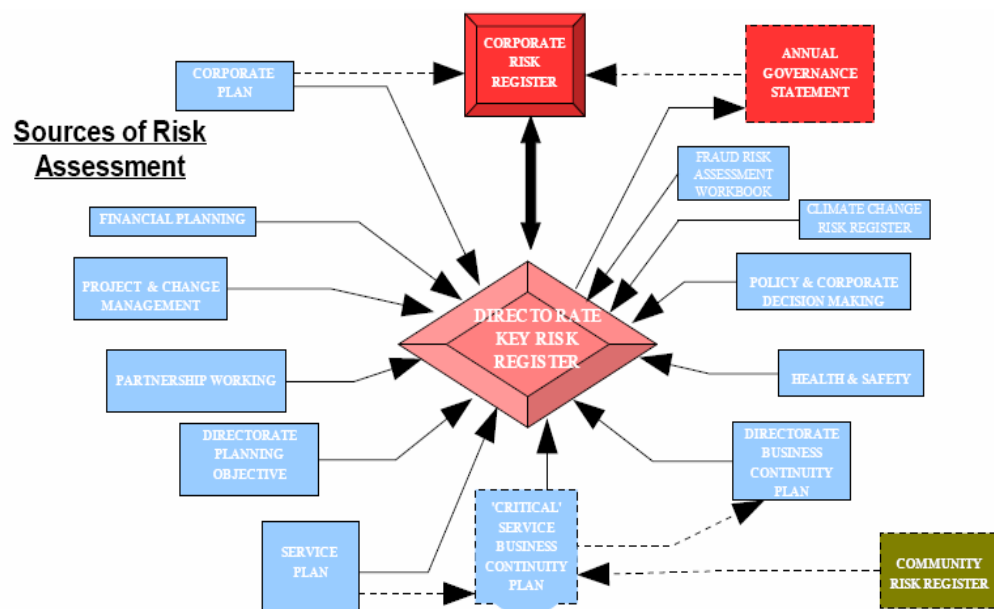 CORPORATE
RISK
REGISTER
ANNUAL
GOVERNANCE
STATEMENT
CORPORATE
PLAN
Sources of Risk
Assessment
FRAUD RISK
ASSESSMENT
WORKBOOK
CLIMATE CHANGE
RISK REGISTER
FINANCIAL PLANNING
PROJECT & CHANGE
MANAGEMENT
POLICY & CORPORATE
DECISION MAKING
DIRECTO RATE
KEY RISK
REGISTER
PARTNERSHIP WORKING
HEALTH & SAFETY
DIRECTORATE
PLANNING
OBJECTIVE
DIRECTORATE
BUSINESS
CONTINUITY
PLAN
'CRITICAL'
SERVICE
BUSINESS
CONTINUITY
PLAN
SERVICE
PLAN
COMMUNITY
RISK REGISTER